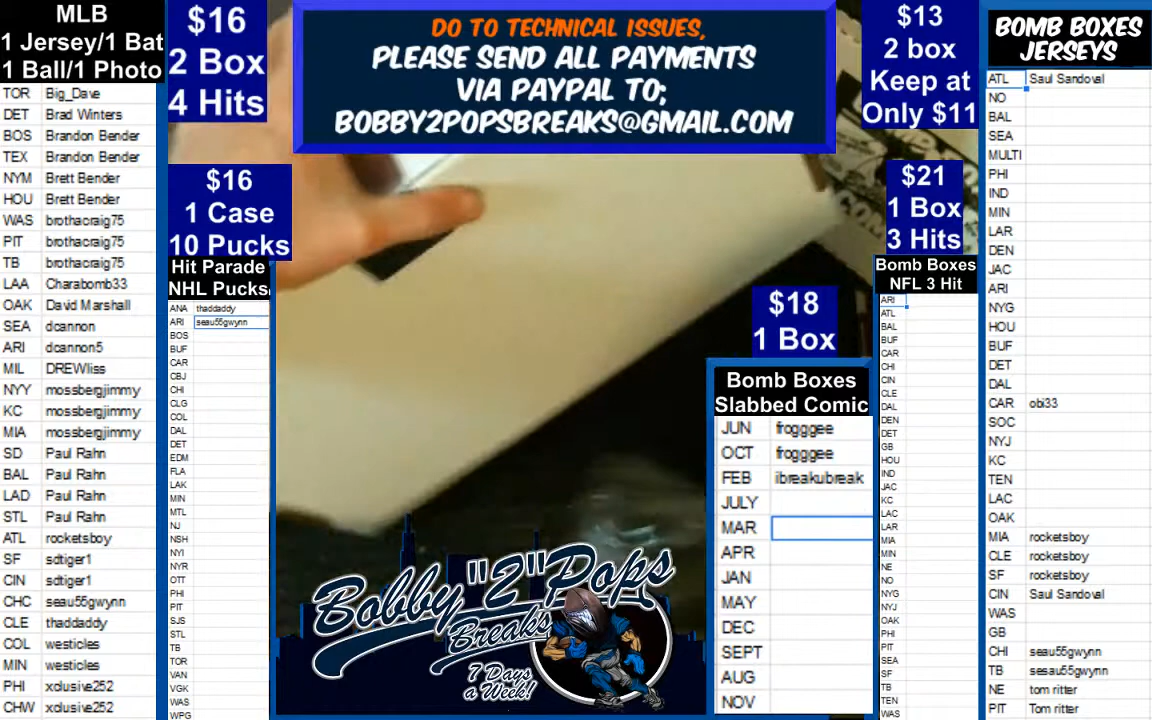 MLB
1 Jersey/1 Bat
1 Ball/1 Photo
TOR Big_Dave
DET Brad Winters
BOS Brandon Bender
TEX Brandon Bender
NYM Brett Bender
HOU Brett Bender
WAS brothacraig75
PIT brothacraig75
TB brothacraig75
LAA Charabomb33
OAK David Marshall
SEA dcannon
ARI dcannon5
MIL DREWliss
NYY mossbergjimmy
KC mossbergjimmy
MIA mossbergjimmy
SD Paul Rahn
BAL Paul Rahn
LAD Paul Rahn
STL Paul Rahn
ATL rocketsboy
SF sdtiger1
CIN sdtiger1
CHC seau55gwynn
CLE thaddaddy
COL westicles
MIN westicles
PHI xclusive252
CHW xclusive252
$16
2 Box
4 Hits
$16
1 Case
10 Pucks
Hit Parade
NHL Pucks
ANA thaddaddy
ARI seau55gwynn
BOS
BUF
CAR
CBJ
CHI
CLG
COL
DAL
DET
EDM
FLA
LAK
MIN
MTL
NJ
NSH
NYI
NYR
OTT
PHI
PIT
SJS
STL
TB
TOR
VAN
VGK
WAS
WPG
DO TO TECHNICAL ISSUES,
PLEASE SEND ALL PAYMENTS
VIA PAYPAL TO;
BOBBY2POPSBREAKS@GMAIL.COM
Bobby "2" Pops
Breaks
7 Days
a Week!
$18
1 Box
Bomb Boxes
Slabbed Comic
JUN frogggee
OCT frogggee
FEB ibreakubreak
JULY
MAR
APR
JAN
MAY
DEC
SEPT
AUG
NOV
$13
2 box
Keep at
Only $11
$21
1 Box
3 Hits
Bomb Boxes
NFL 3 Hit
ARI
ATL
BAL
BUF
CAR
CHI
CIN
CLE
DAL
DEN
DET
GB
HOU
IND
JAC
KC
LAC
LAR
MIA
MIN
NE
NO
NYG
NYJ
OAK
PHI
PIT
SEA
SF
TB
TEN
WAS
BOMB BOXES
JERSEYS
ATL Saul Sandoval
NO
BAL
SEA
MULTI
PHI
IND
MIN
LAR
DEN
JAC
ARI
NYG
HOU
BUF
DET
DAL
CAR obi33
SOC
NYJ
KC
TEN
LAC
OAK
MIA rocketsboy
CLE rocketsboy
SF rocketsboy
CIN Saul Sandoval
WAS
GB
CHI seau55gwynn
TB sesau55gwynn
NE tom ritter
PIT Tom ritter